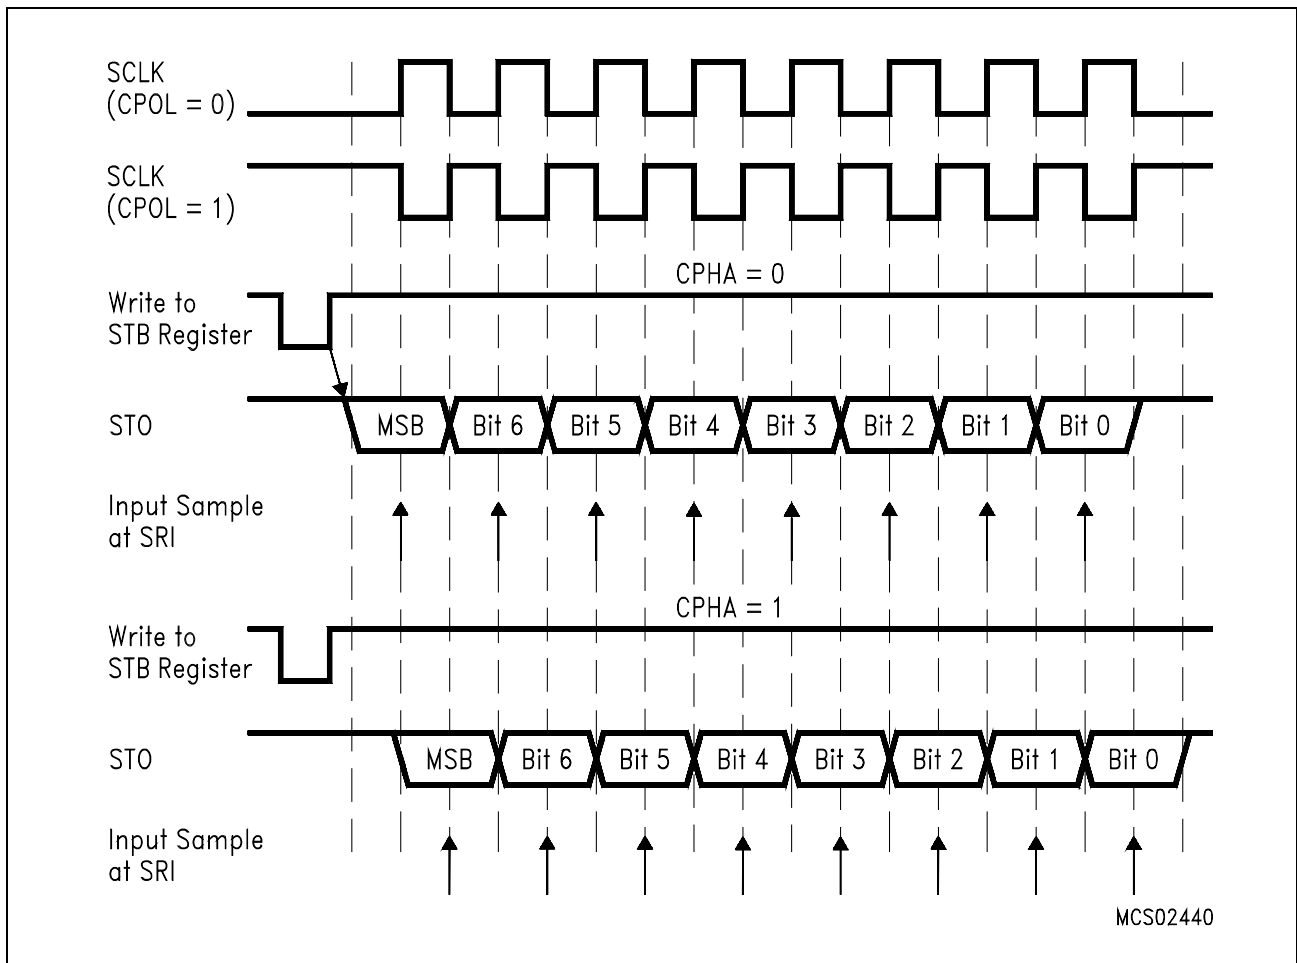 SCLK
(CPOL = 0)
SCLK
(CPOL = 1)
CPHA = 0
Write to
STB Register
STO
MSB Bit 6 Bit 5 Bit 4 Bit 3 Bit 2 Bit 1 Bit 0
Input Sample
at SRI
CPHA = 1
Write to
STB Register
STO
MSB Bit 6 Bit 5 Bit 4 Bit 3 Bit 2 Bit 1 Bit 0
Input Sample
at SRI
MCS02440